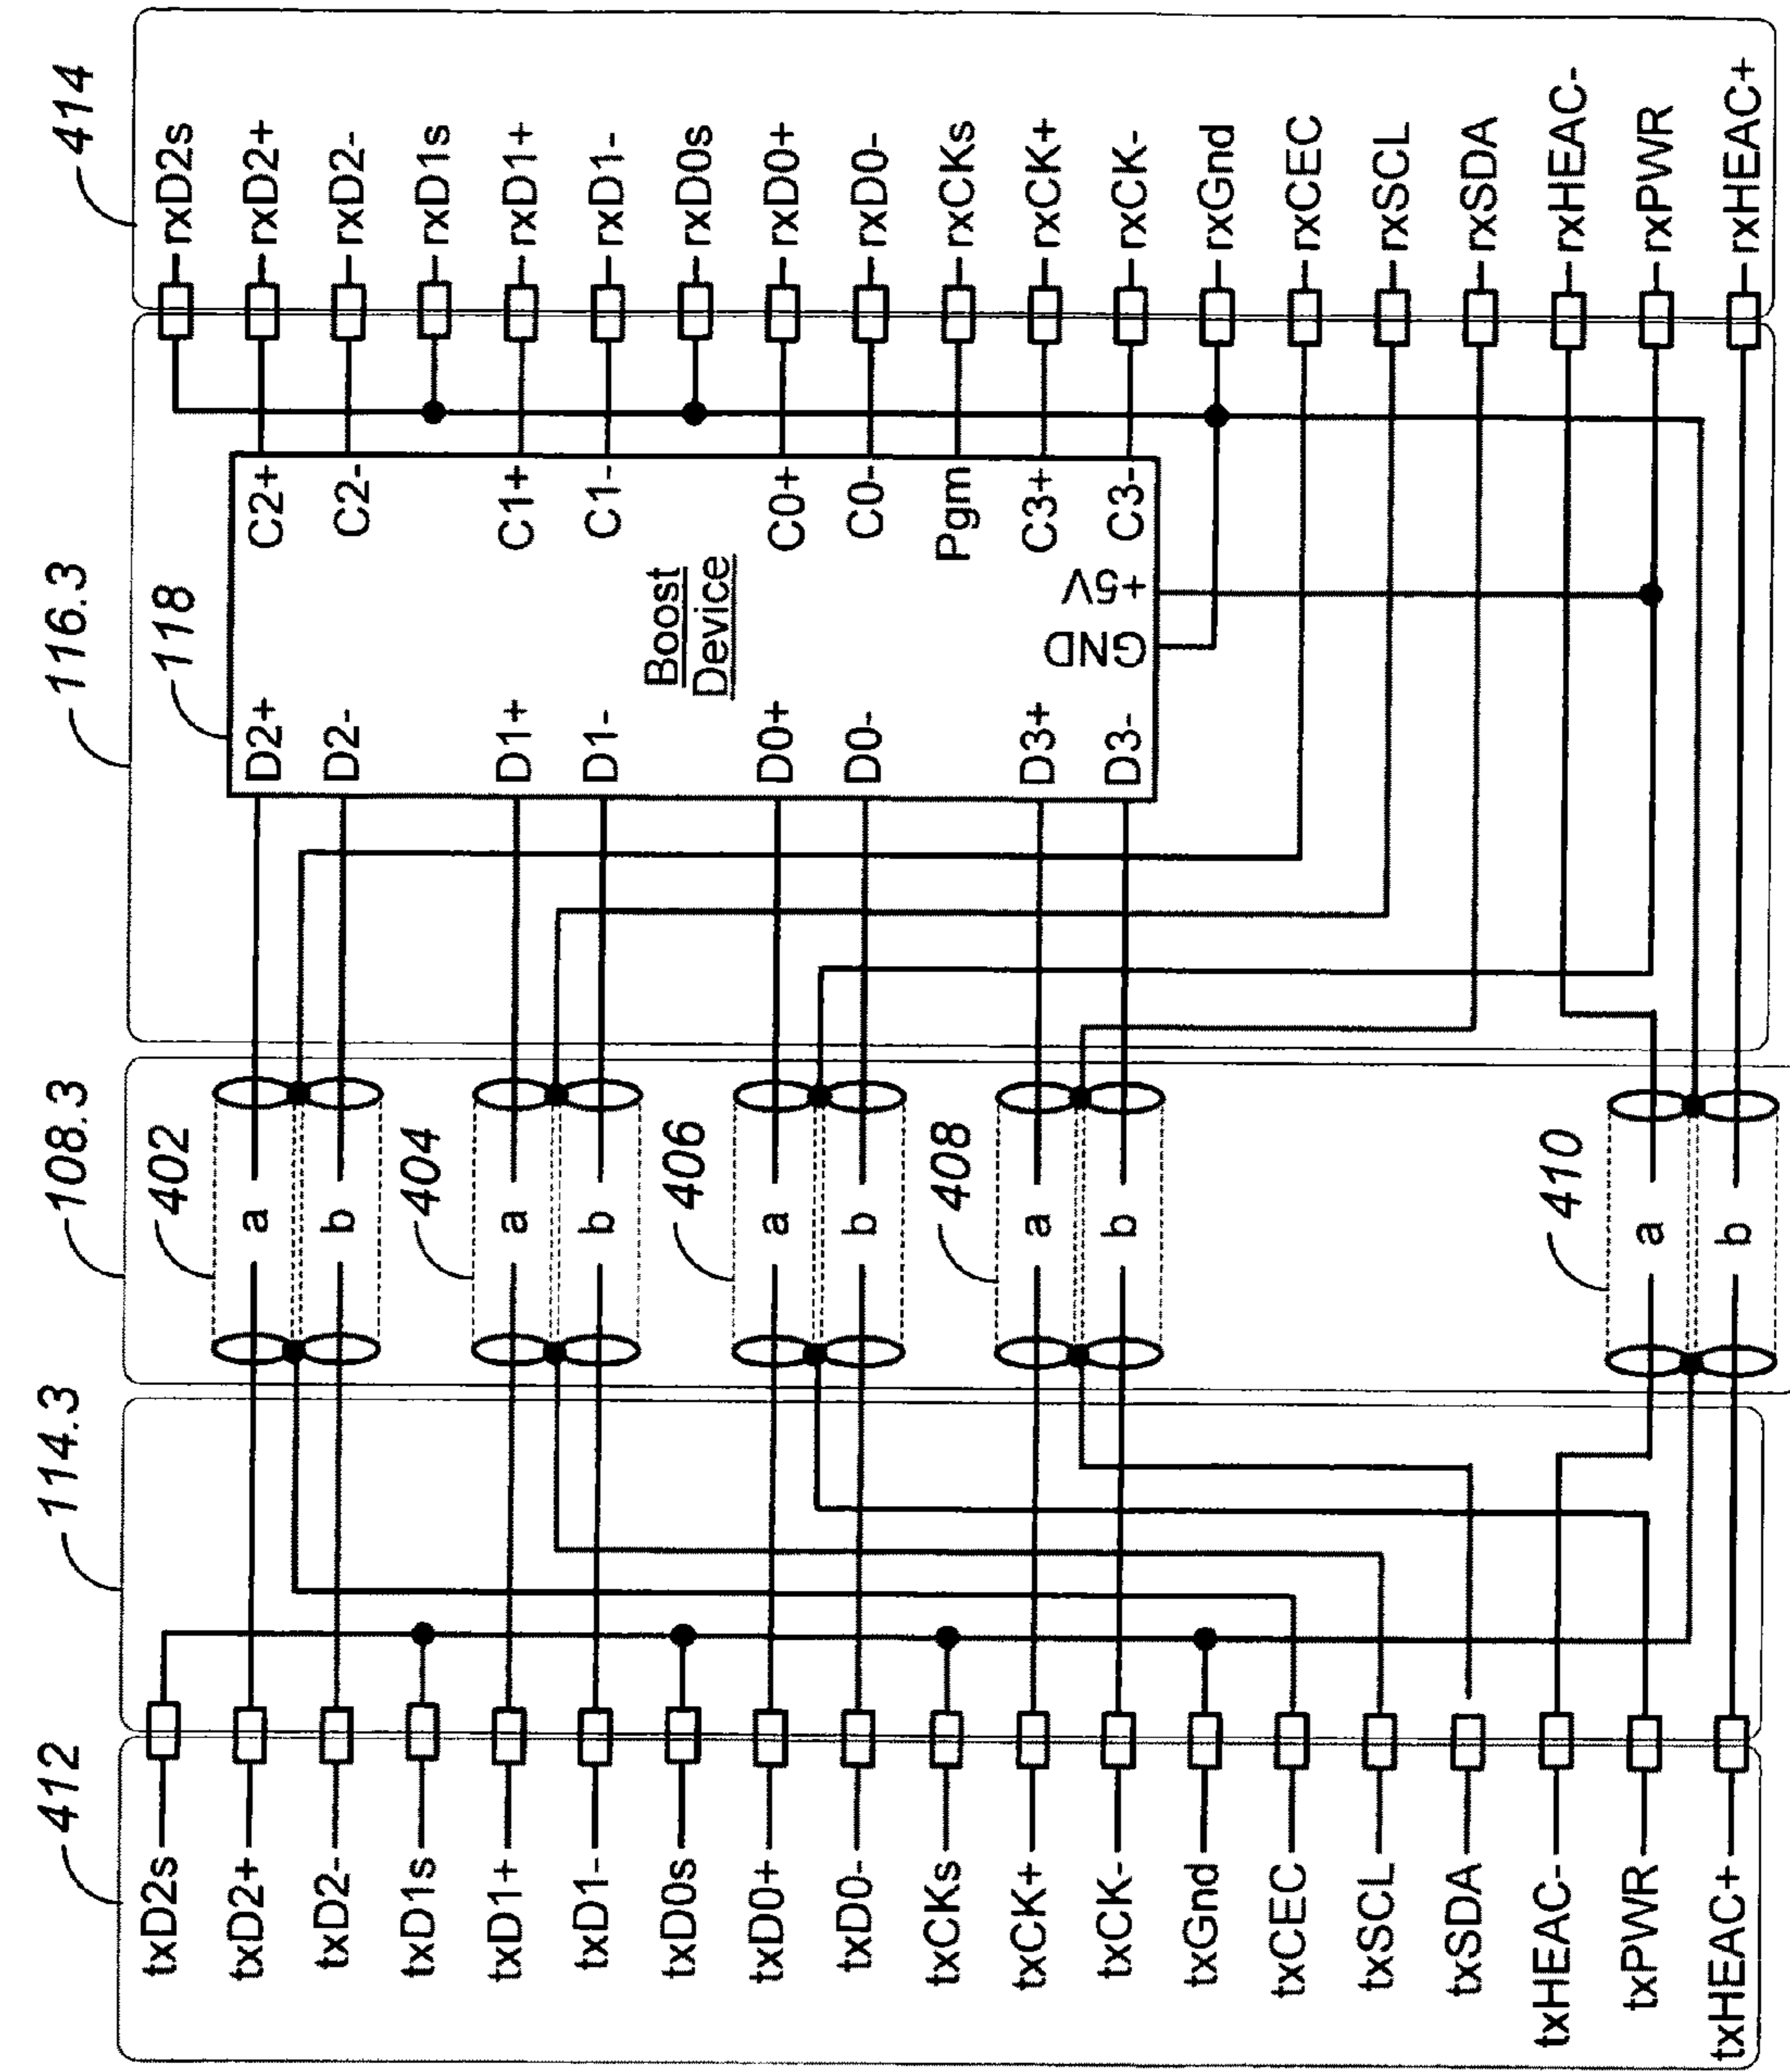 412
114.3
108.3
116.3
414
txD2s
txD2+
txD2-
txD1s
txD1+
txD1-
txD0s
txD0+
txD0-
txCKs
txCK+
txCK-
txGnd
txCEC
txSCL
txSDA
txHEAC-
txPWR
txHEAC+
402
a
b
404
a
b
406
a
b
408
a
b
410
a
b
118
D2+
D2-
D1+
D1-
D0+
D0-
D3+
D3-
Boost
Device
GND
+5V
C2+
C2-
C1+
C1-
C0+
C0-
Pgm
C3+
C3-
rxD2s
rxD2+
rxD2-
rxD1s
rxD1+
rxD1-
rxD0s
rxD0+
rxD0-
rxCKs
rxCK+
rxCK-
rxGnd
rxCEC
rxSCL
rxSDA
rxHEAC-
rxPWR
rxHEAC+